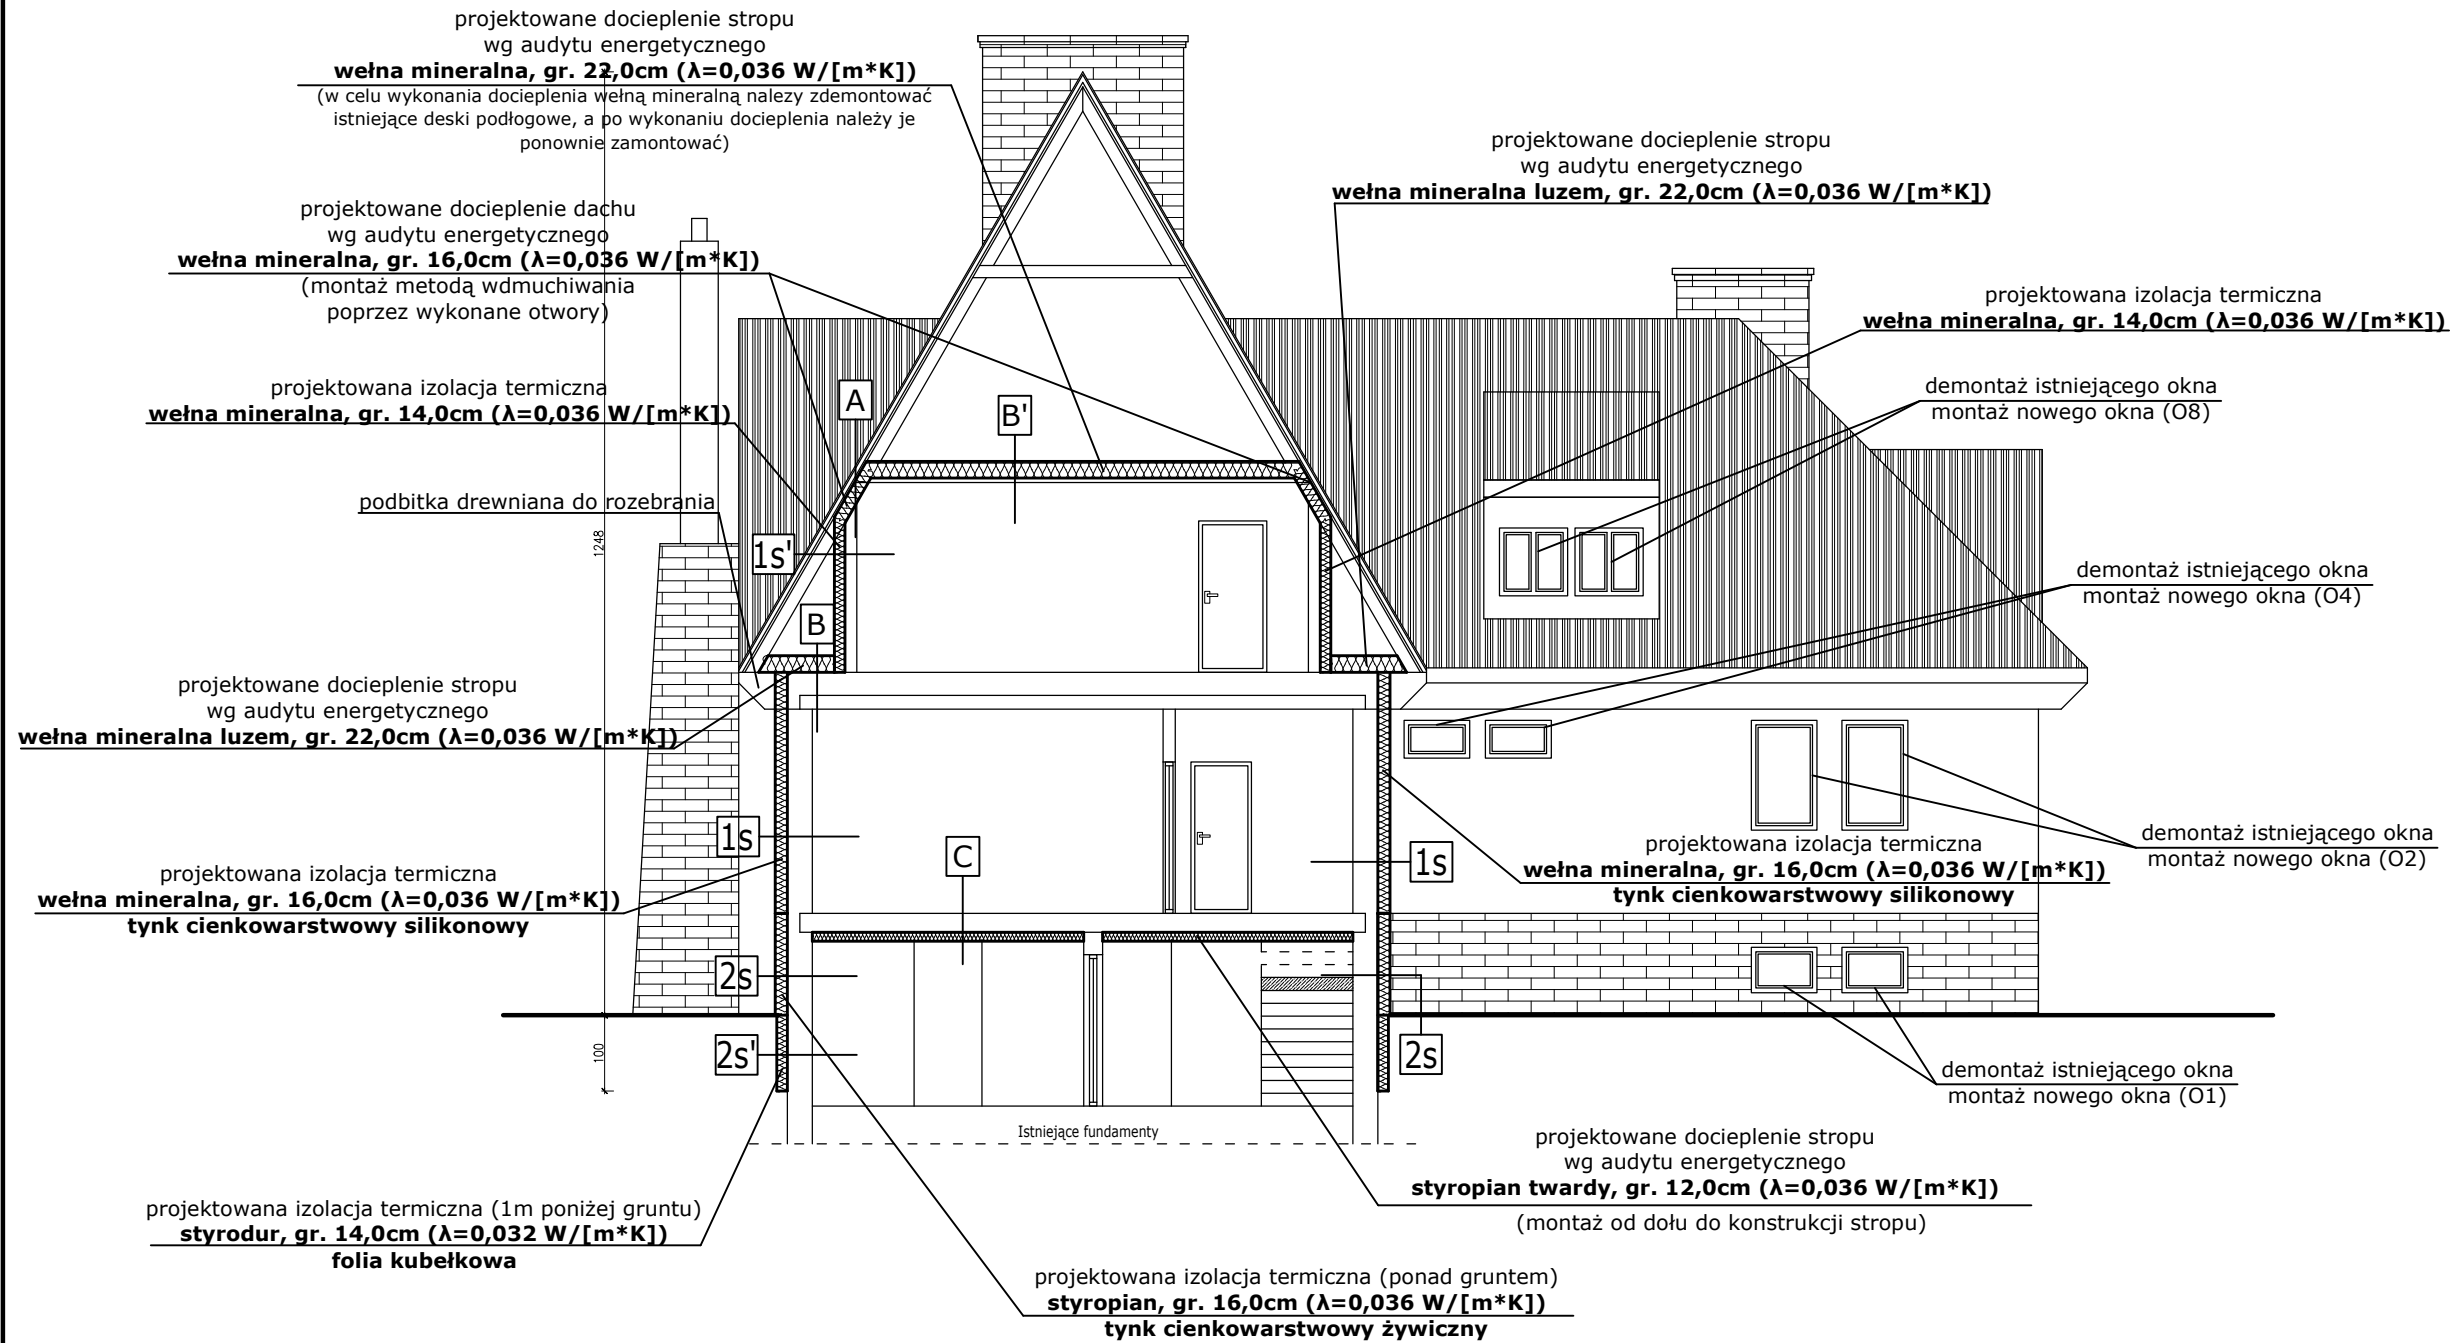 projektowane docieplenie stropu
wg audytu energetycznego
wełna mineralna, gr. 22,0cm (λ=0,036 W/[m*K])
(w celu wykonania docieplenia wełną mineralną nalezy zdemontować
istniejące deski podłogowe, a po wykonaniu docieplenia należy je
ponownie zamontować)
projektowane docieplenie stropu
wg audytu energetycznego
wełna mineralna luzem, gr. 22,0cm (λ=0,036 W/[m*K])
projektowane docieplenie dachu
wg audytu energetycznego
wełna mineralna, gr. 16,0cm (λ=0,036 W/[m*K])
(montaż metodą wdmuchiwania
poprzez wykonane otwory)
projektowana izolacja termiczna
wełna mineralna, gr. 14,0cm (λ=0,036 W/[m*K])
projektowana izolacja termiczna
wełna mineralna, gr. 14,0cm (λ=0,036 W/[m*K])
A
B'
demontaż istniejącego okna
montaż nowego okna (O8)
podbitka drewniana do rozebrania
1248
1s'
demontaż istniejącego okna
montaż nowego okna (O4)
B
projektowane docieplenie stropu
wg audytu energetycznego
wełna mineralna luzem, gr. 22,0cm (λ=0,036 W/[m*K])
1s
C
1s
projektowana izolacja termiczna
wełna mineralna, gr. 16,0cm (λ=0,036 W/[m*K])
tynk cienkowarstwowy silikonowy
demontaż istniejącego okna
montaż nowego okna (O2)
projektowana izolacja termiczna
wełna mineralna, gr. 16,0cm (λ=0,036 W/[m*K])
tynk cienkowarstwowy silikonowy
2s
2s'
100
2s
demontaż istniejącego okna
montaż nowego okna (O1)
Istniejące fundamenty
projektowane docieplenie stropu
wg audytu energetycznego
styropian twardy, gr. 12,0cm (λ=0,036 W/[m*K])
(montaż od dołu do konstrukcji stropu)
projektowana izolacja termiczna (1m poniżej gruntu)
styrodur, gr. 14,0cm (λ=0,032 W/[m*K])
folia kubełkowa
projektowana izolacja termiczna (ponad gruntem)
styropian, gr. 16,0cm (λ=0,036 W/[m*K])
tynk cienkowarstwowy żywiczny